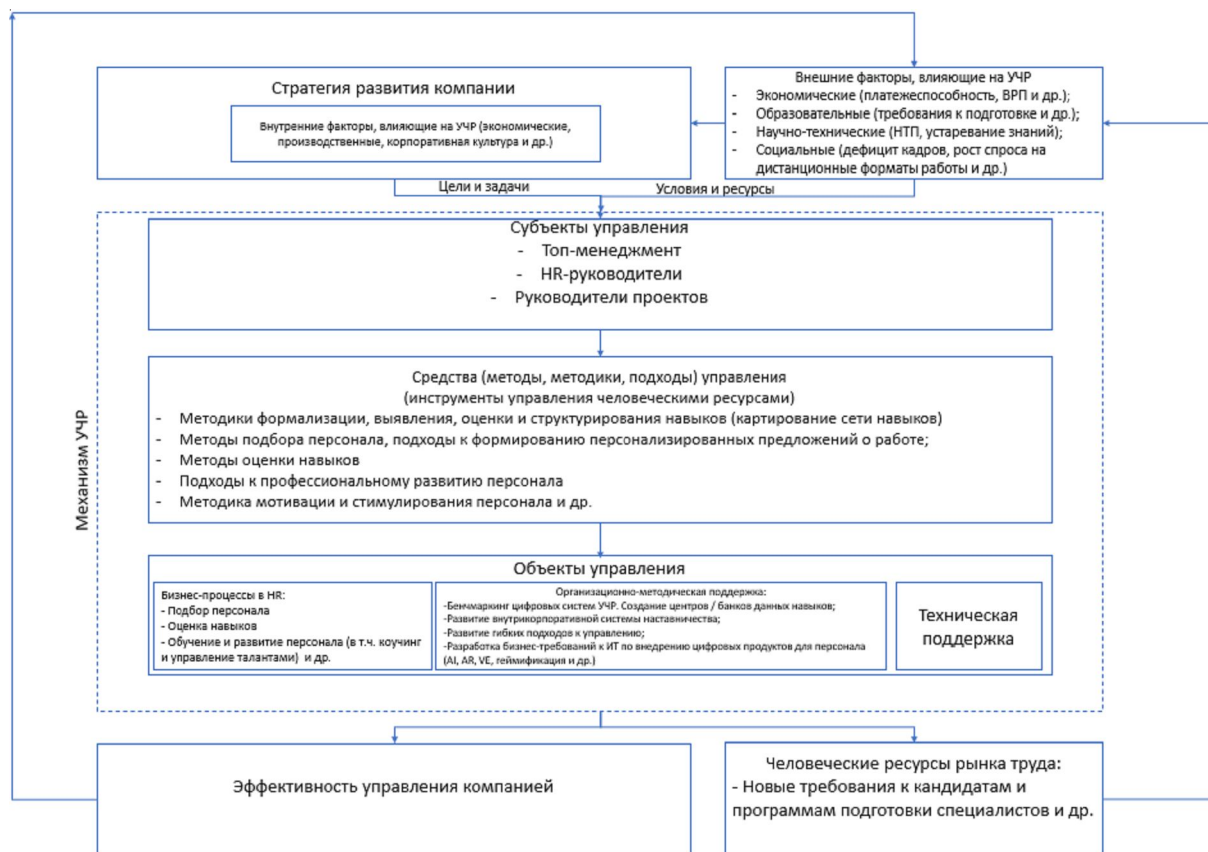 Стратегия развития компании
Внутренние факторы, влияющие на УЧР (экономические,
производственные, корпоративная культура и др.)
Внешние факторы, влияющие на УЧР
- Экономические (платежеспособность, ВРП и др.);
- Образовательные (требования к подготовке и др.);
- Научно-технические (НТП, устаревание знаний);
- Социальные (дефицит кадров, рост спроса на
дистанционные форматы работы и др.)
Цели и задачи
Условия и ресурсы
Механизм УЧР
Субъекты управления
- Топ-менеджмент
- HR-руководители
- Руководители проектов
Средства (методы, методики, подходы) управления
(инструменты управления человеческими ресурсами)
- Методики формализации, выявления, оценки и структурирования навыков (картирование сети навыков)
- Методы подбора персонала, подходы к формированию персонализированных предложений о работе;
- Методы оценки навыков
- Подходы к профессиональному развитию персонала
- Методика мотивации и стимулирования персонала и др.
Объекты управления
Бизнес-процессы в HR:
- Подбор персонала
- Оценка навыков
- Обучение и развитие персонала (в т.ч. коучинг
и управление талантами) и др.
Организационно-методическая поддержка:
-Бенчмаркинг цифровых систем УЧР. Создание центров / банков данных навыков;
-Развитие внутрикорпоративной системы наставничества;
-Развитие гибких подходов к управлению;
-Разработка бизнес-требований к ИТ по внедрению цифровых продуктов для персонала
(AI, AR, VE, геймификация и др.)
Техническая
поддержка
Эффективность управления компанией
Человеческие ресурсы рынка труда:
- Новые требования к кандидатам и
программам подготовки специалистов и др.